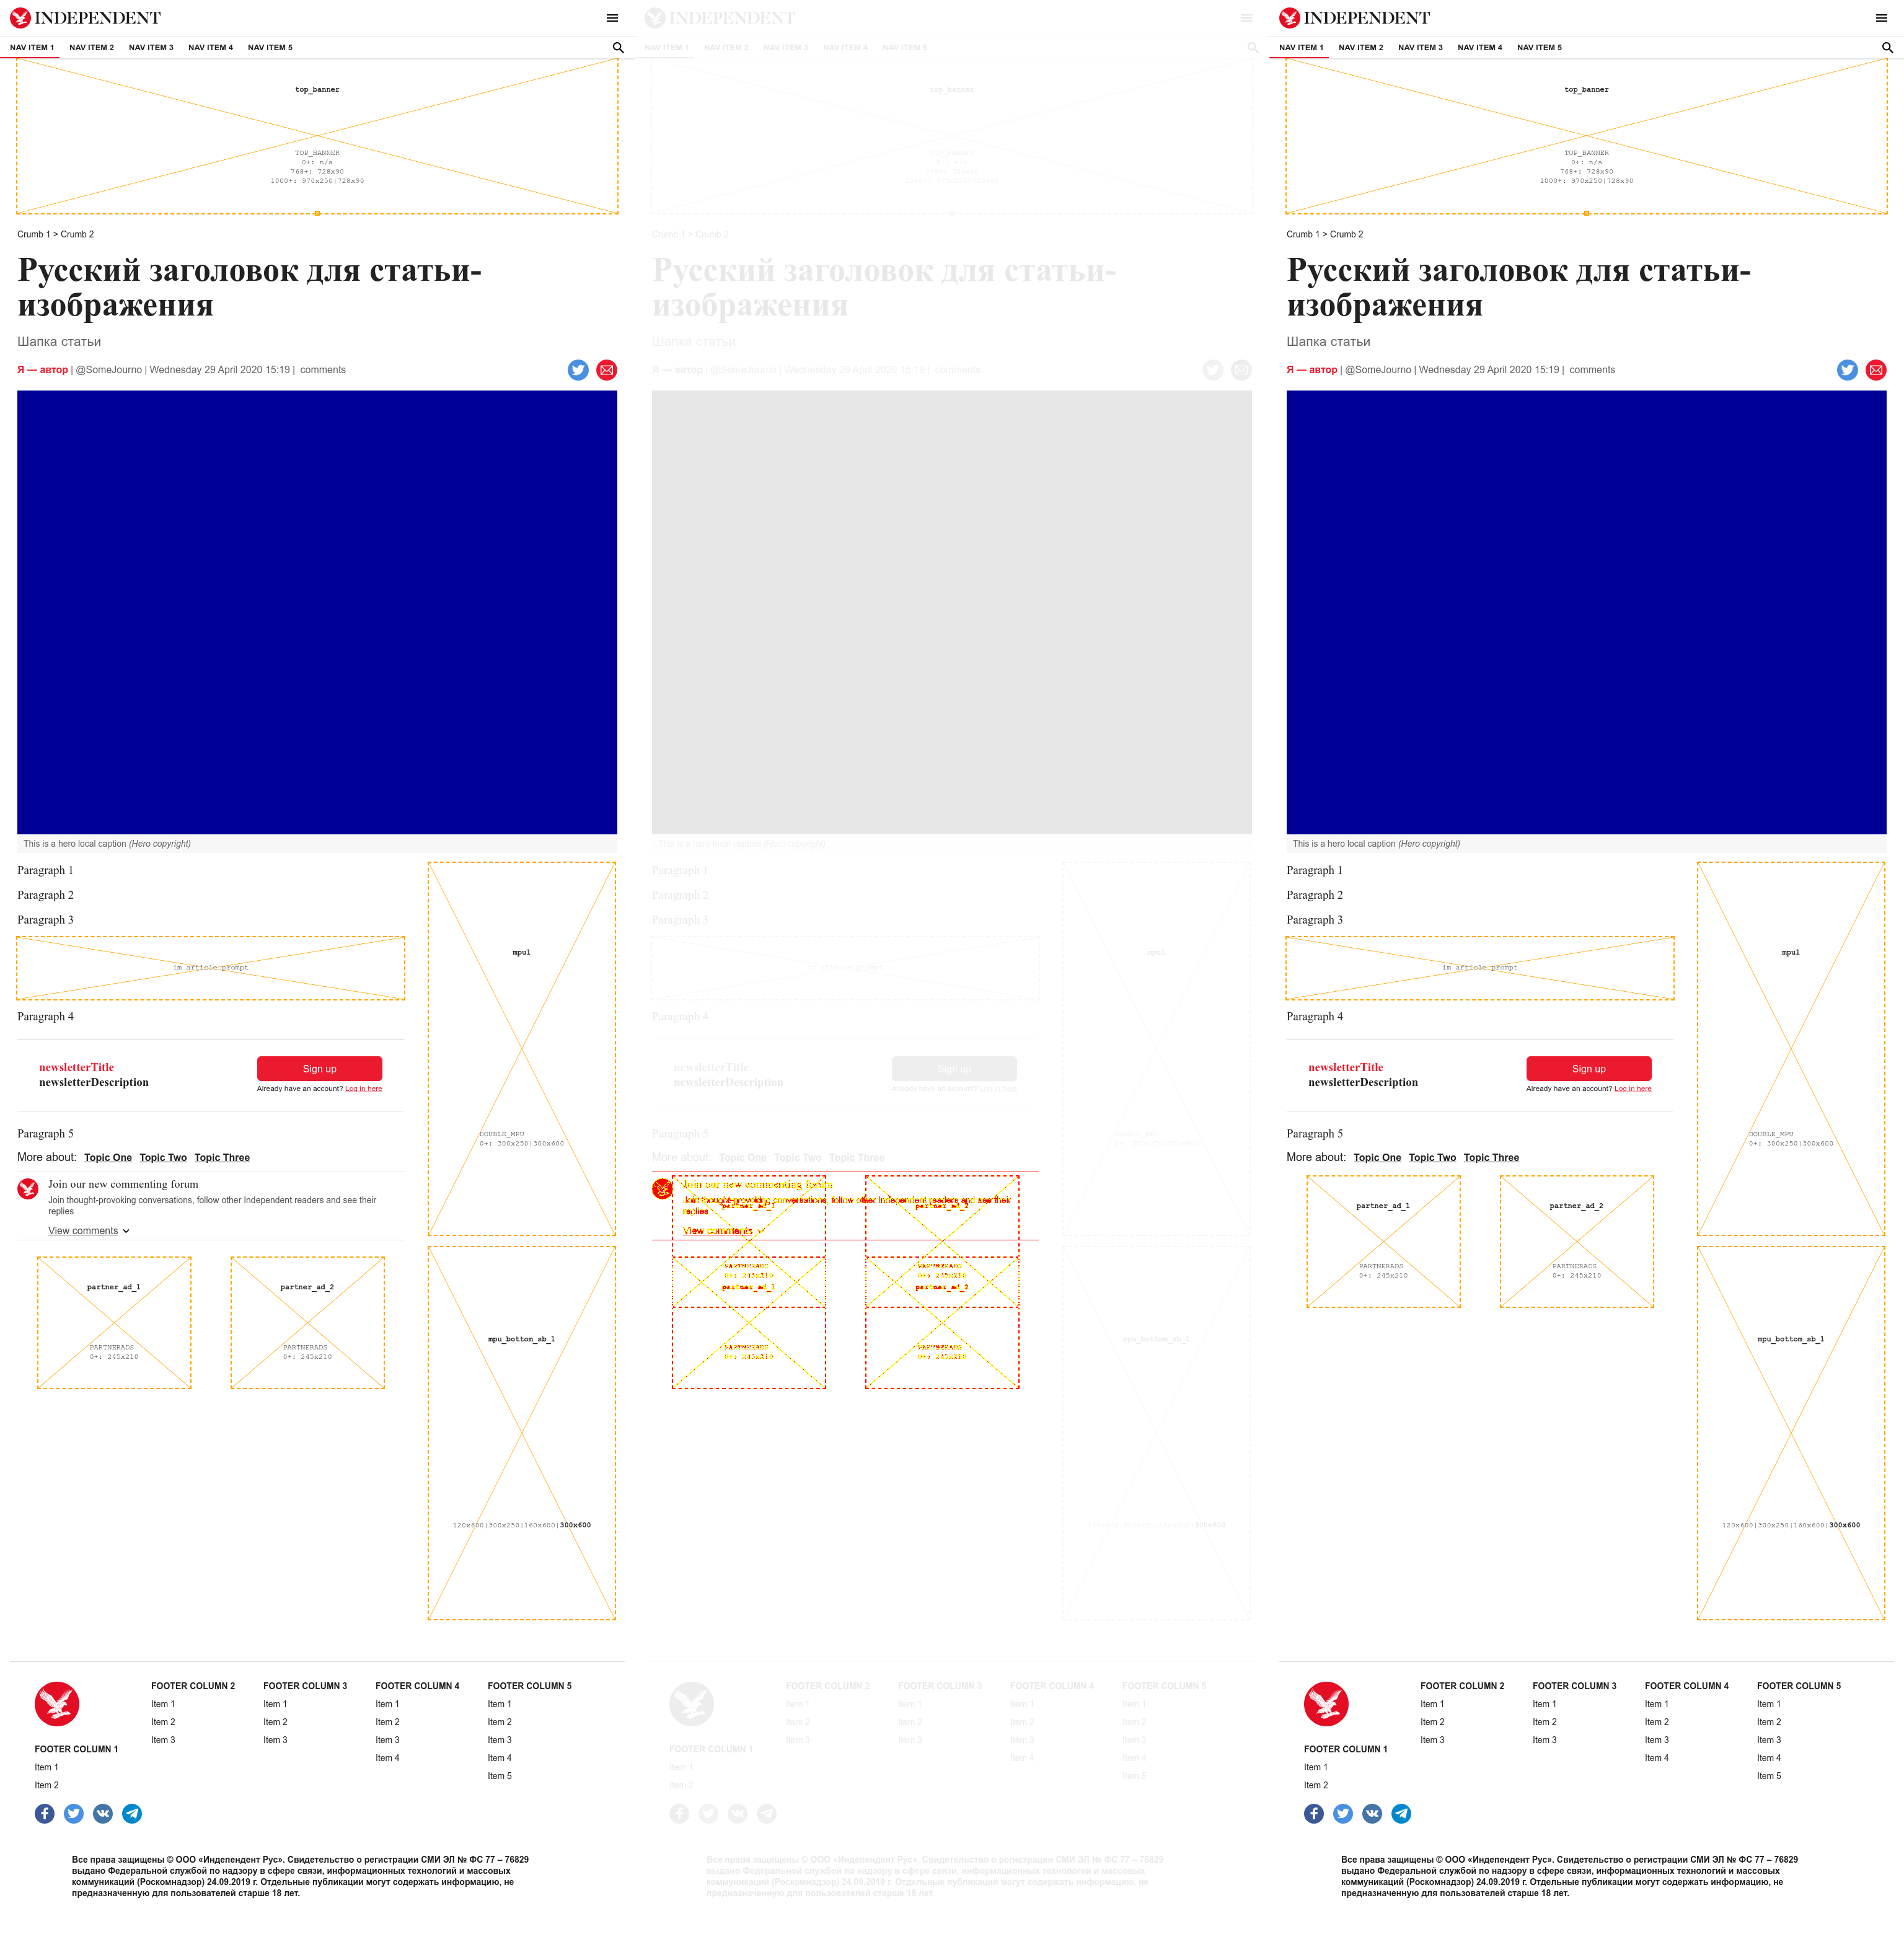 INDEPENDENT
NAV ITEM 1 NAV ITEM 2 NAV ITEM 3 NAV ITEM 4 NAV ITEM 5
top_banner
TOP_BANNER
0+: n/a
768+: 728x90
1000+: 970x250|728x90
Crumb 1 > Crumb 2
Русский заголовок для статьи-
изображения
Шапка статьи
Я — автор | @SomeJourno | Wednesday 29 April 2020 15:19 | comments
This is a hero local caption (Hero copyright)
Paragraph 1
Paragraph 2
Paragraph 3
im article prompt
Paragraph 4
newsletterTitle
newsletterDescription
Sign up
Already have an account? Log in here
Paragraph 5
More about: Topic One Topic Two Topic Three
Join our new commenting forum
Join thought-provoking conversations, follow other Independent readers and see their
replies
View comments
partner_ad_1
PARTNERADS
0+: 245x210
partner_ad_2
PARTNERADS
0+: 245x210
mpu1
DOUBLE_MPU
0+: 300x250|300x600
mpu_bottom_sb_1
120x600|300x250|160x600|300x600
FOOTER COLUMN 1
Item 1
Item 2
FOOTER COLUMN 2
Item 1
Item 2
Item 3
FOOTER COLUMN 3
Item 1
Item 2
Item 3
FOOTER COLUMN 4
Item 1
Item 2
Item 3
Item 4
FOOTER COLUMN 5
Item 1
Item 2
Item 3
Item 4
Item 5
Все права защищены © ООО «Индепендент Рус». Свидетельство о регистрации СМИ ЭЛ № ФС 77 – 76829
выдано Федеральной службой по надзору в сфере связи, информационных технологий и массовых
коммуникаций (Роскомнадзор) 24.09.2019 г. Отдельные публикации могут содержать информацию, не
предназначенную для пользователей старше 18 лет.
INDEPENDENT
NAV ITEM 1 NAV ITEM 2 NAV ITEM 3 NAV ITEM 4 NAV ITEM 5
top_banner
Crumb 1 > Crumb 2
Русский заголовок для статьи-
изображения
Шапка статьи
Я — автор | @SomeJourno | Wednesday 29 April 2020 15:19 | comments
This is a hero local caption (Hero copyright)
Paragraph 1
Paragraph 2
Paragraph 3
Paragraph 4
newsletterTitle
newsletterDescription
Sign up
Already have an account? Log in here
Paragraph 5
More about: Topic One Topic Two Topic Three
Join our new commenting forum
Join thought-provoking conversations, follow other Independent readers and see their
replies
View comments
partner_ad_1
partner_ad_2
PARTNERADS
0+: 245x210
PARTNERADS
0+: 245x210
partner_ad_1
partner_ad_2
PARTNERADS
0+: 245x210
PARTNERADS
0+: 245x210
mpu1
mpu_bottom_sb_1
FOOTER COLUMN 1
Item 1
Item 2
FOOTER COLUMN 2
Item 1
Item 2
Item 3
FOOTER COLUMN 3
Item 1
Item 2
Item 3
FOOTER COLUMN 4
Item 1
Item 2
Item 3
Item 4
FOOTER COLUMN 5
Item 1
Item 2
Item 3
Item 4
Item 5
Все права защищены © ООО «Индепендент Рус». Свидетельство о регистрации СМИ ЭЛ № ФС 77 – 76829
выдано Федеральной службой по надзору в сфере связи, информационных технологий и массовых
коммуникаций (Роскомнадзор) 24.09.2019 г. Отдельные публикации могут содержать информацию, не
предназначенную для пользователей старше 18 лет.
INDEPENDENT
NAV ITEM 1 NAV ITEM 2 NAV ITEM 3 NAV ITEM 4 NAV ITEM 5
top_banner
TOP_BANNER
0+: n/a
768+: 728x90
1000+: 970x250|728x90
Crumb 1 > Crumb 2
Русский заголовок для статьи-
изображения
Шапка статьи
Я — автор | @SomeJourno | Wednesday 29 April 2020 15:19 | comments
This is a hero local caption (Hero copyright)
Paragraph 1
Paragraph 2
Paragraph 3
im article prompt
Paragraph 4
newsletterTitle
newsletterDescription
Sign up
Already have an account? Log in here
Paragraph 5
More about: Topic One Topic Two Topic Three
partner_ad_1
PARTNERADS
0+: 245x210
partner_ad_2
PARTNERADS
0+: 245x210
mpu1
DOUBLE_MPU
0+: 300x250|300x600
mpu_bottom_sb_1
120x600|300x250|160x600|300x600
FOOTER COLUMN 1
Item 1
Item 2
FOOTER COLUMN 2
Item 1
Item 2
Item 3
FOOTER COLUMN 3
Item 1
Item 2
Item 3
FOOTER COLUMN 4
Item 1
Item 2
Item 3
Item 4
FOOTER COLUMN 5
Item 1
Item 2
Item 3
Item 4
Item 5
Все права защищены © ООО «Индепендент Рус». Свидетельство о регистрации СМИ ЭЛ № ФС 77 – 76829
выдано Федеральной службой по надзору в сфере связи, информационных технологий и массовых
коммуникаций (Роскомнадзор) 24.09.2019 г. Отдельные публикации могут содержать информацию, не
предназначенную для пользователей старше 18 лет.